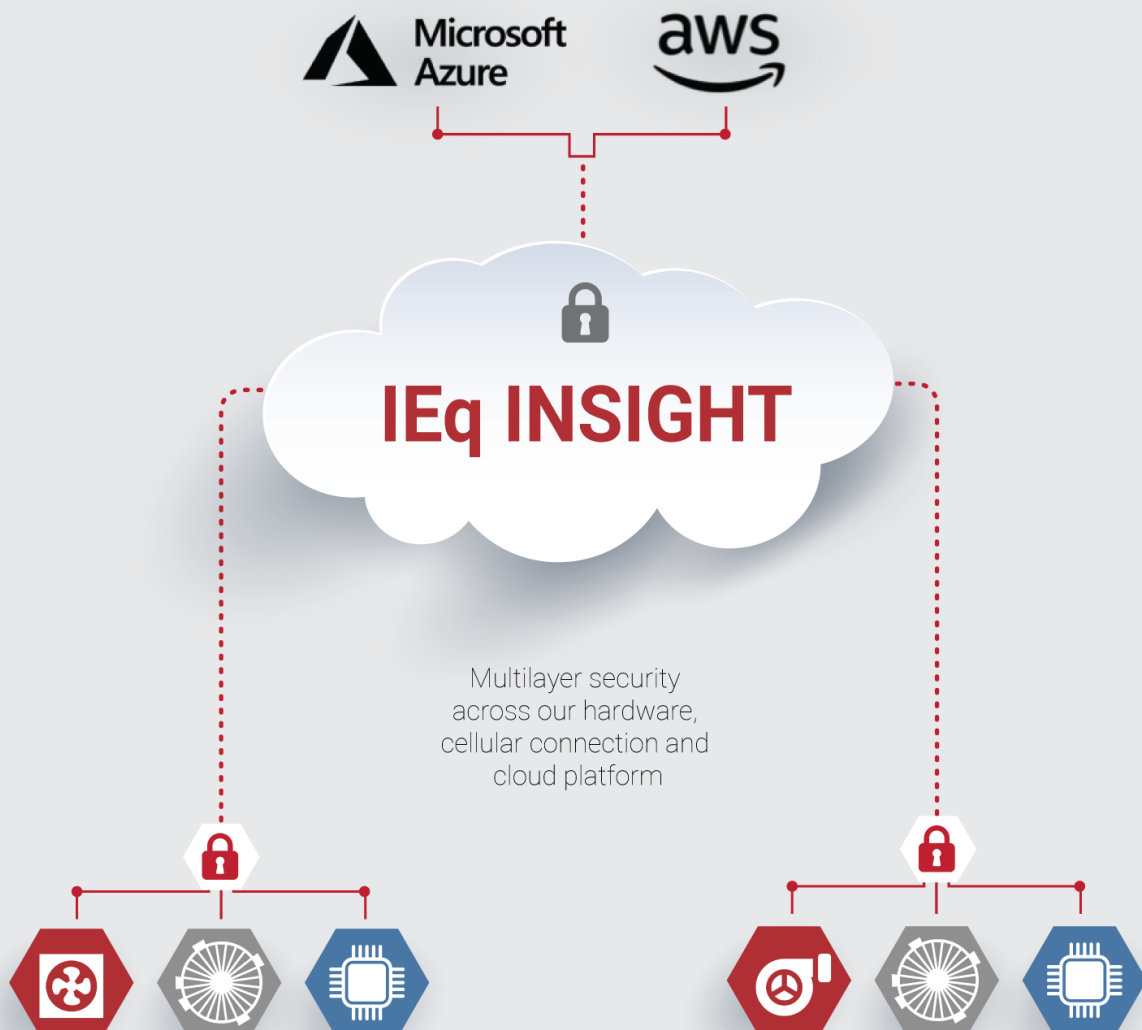 Microsoft
Azure
aws
IEq INSIGHT
Multilayer security
across our hardware,
cellular connection and
cloud platform